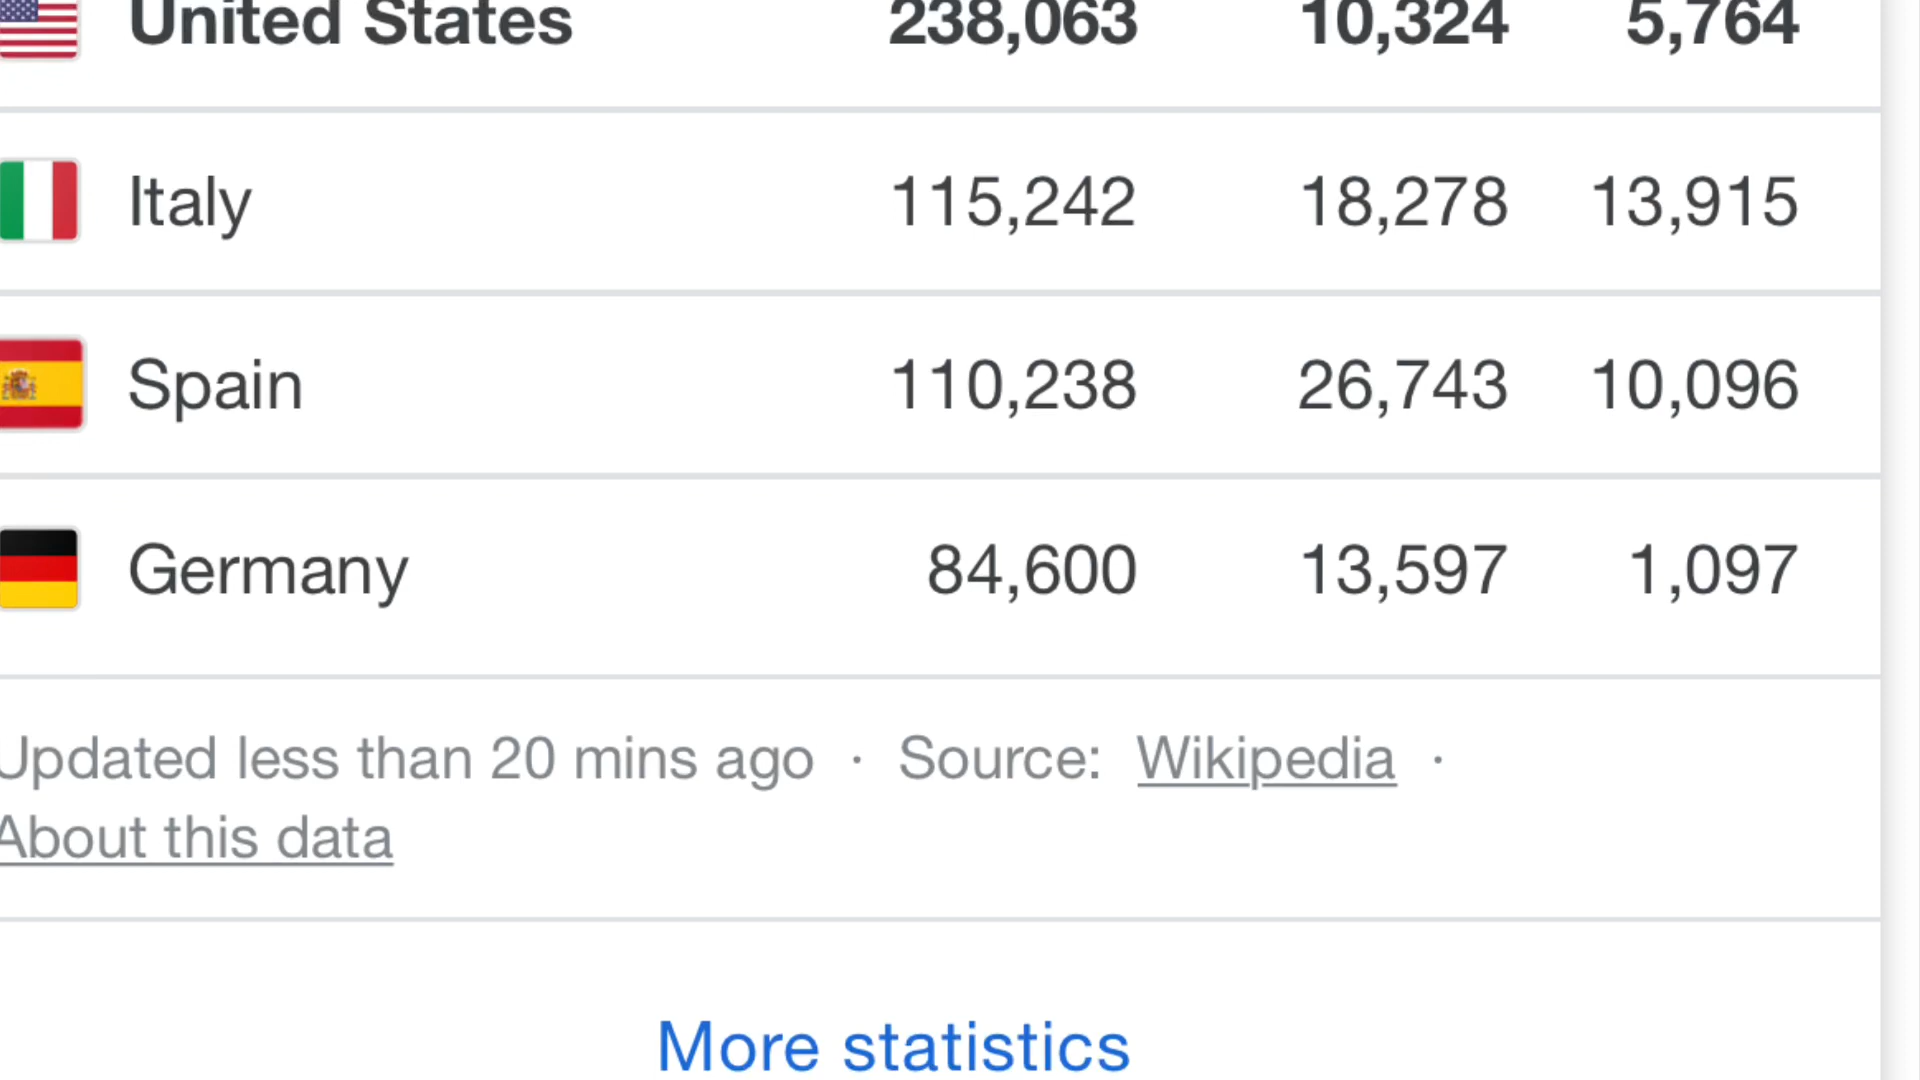 United States 238,063 10,324 5,764
Italy 115,242 18,278 13,915
Spain 110,238 26,743 10,096
Germany 84,600 13,597 1,097
Updated less than 20 mins ago · Source: Wikipedia ·
About this data
More statistics